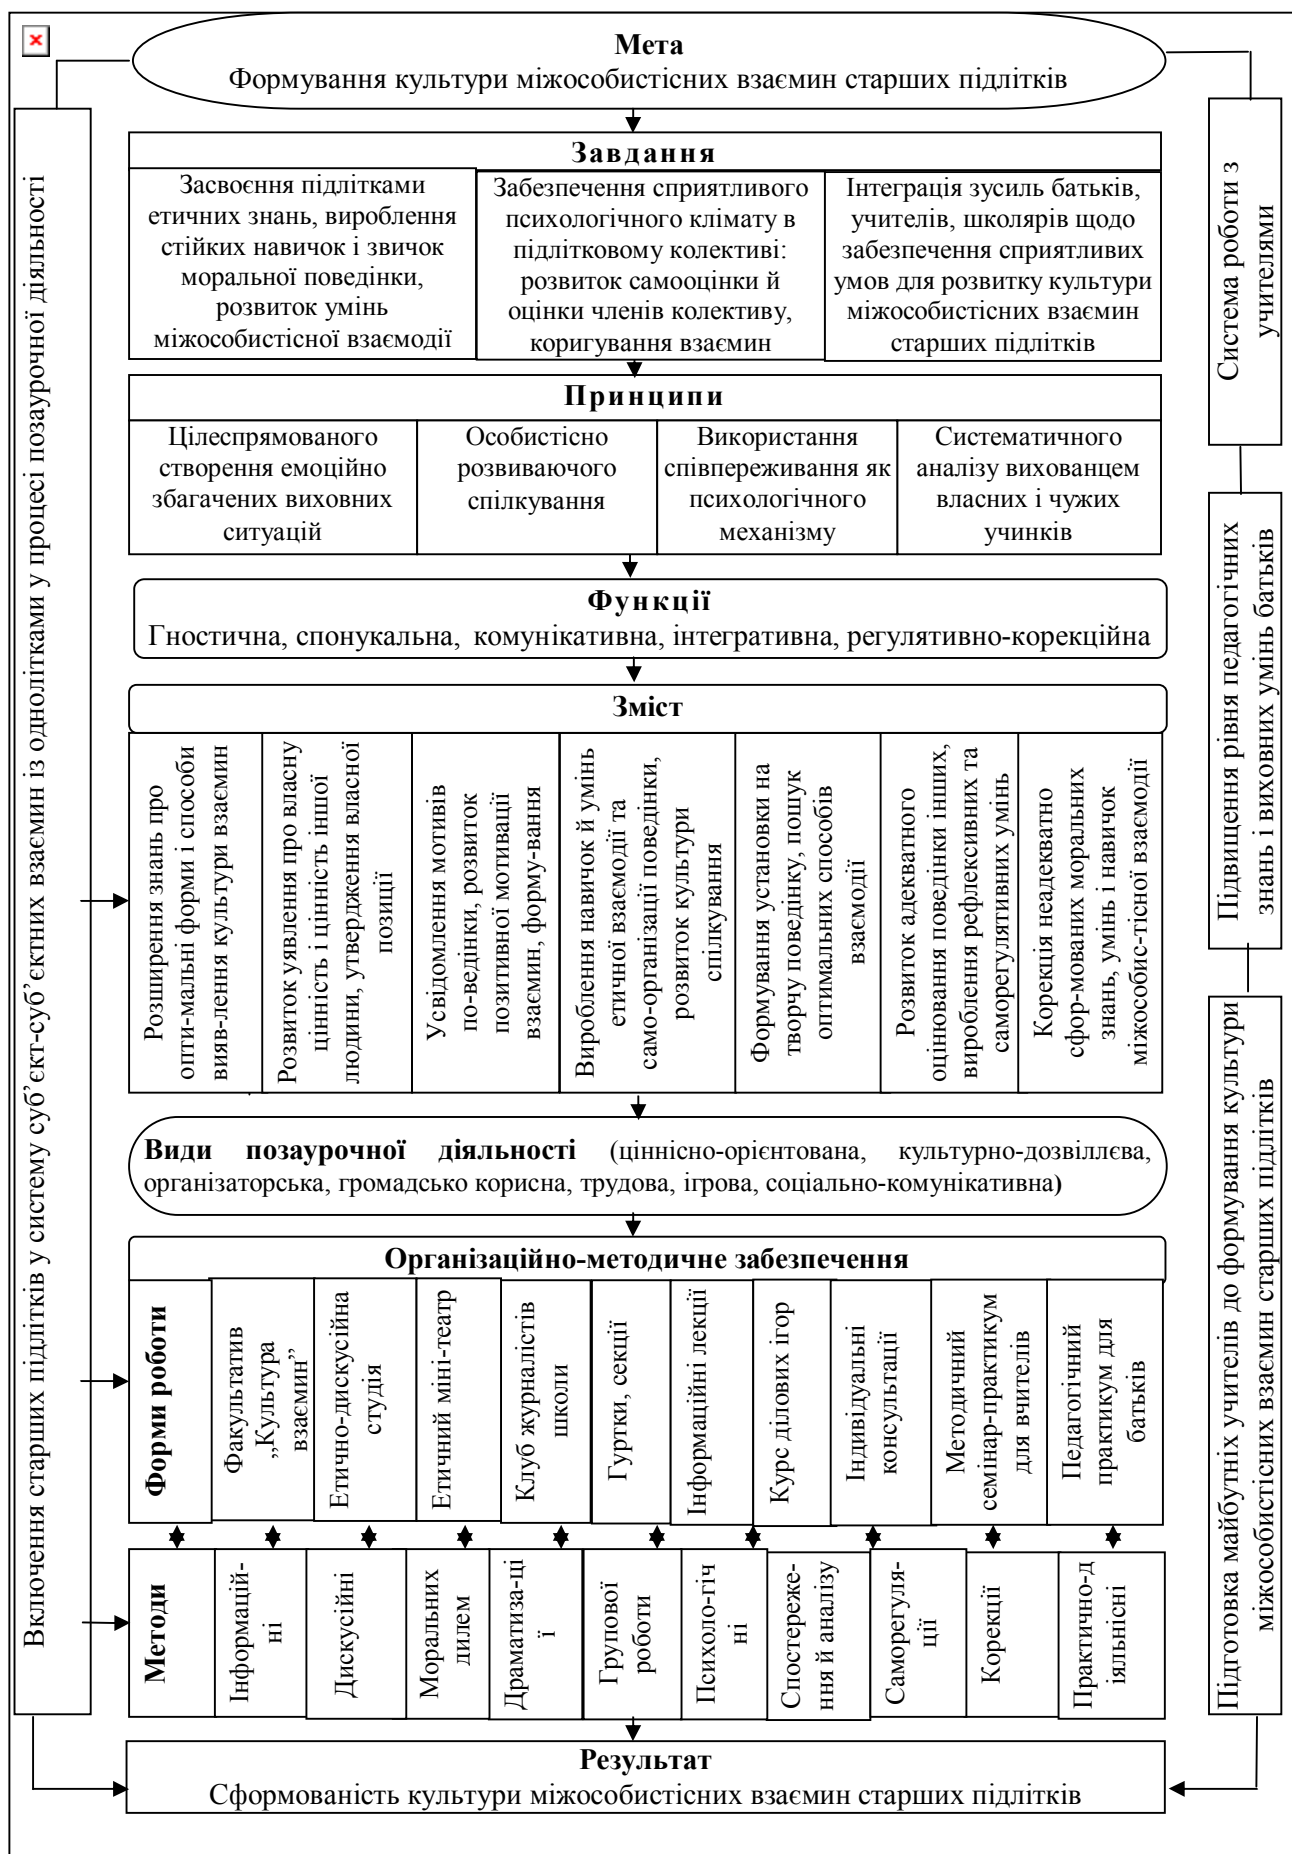 Мета
Формування культури міжособистісних взаємин старших підлітків
Включення старших підлітків у систему суб’єкт-суб’єктних взаємин із однолітками у процесі позаурочної діяльності
Завдання
Засвоєння підлітками
етичних знань, вироблення
стійких навичок і звичок
моральної поведінки,
розвиток умінь
міжособистісної взаємодії
Забезпечення сприятливого
психологічного клімату в
підлітковому колективі:
розвиток самооцінки й
оцінки членів колективу,
коригування взаємин
Інтеграція зусиль батьків,
учителів, школярів щодо
забезпечення сприятливих
умов для розвитку культури
міжособистісних взаємин
старших підлітків
Принципи
Цілеспрямованого
створення емоційно
збагачених виховних
ситуацій
Особистісно
розвиваючого
спілкування
Використання
співпереживання як
психологічного
механізму
Систематичного
аналізу вихованцем
власних і чужих
учинків
Функції
Гностична, спонукальна, комунікативна, інтегративна, регулятивно-корекційна
Зміст
Розширення знань про
опти-мальні форми і способи
вияв-лення культури взаємин
Розвиток уявлення про власну
цінність і цінність іншої
людини, утвердження власної
позиції
Усвідомлення мотивів
по-ведінки, розвиток
позитивної мотивації
взаємин, форму-вання
Вироблення навичок й умінь
етичної взаємодії та
само-організації поведінки,
розвиток культури
спілкування
Формування установки на
творчу поведінку, пошук
оптимальних способів
взаємодії
Розвиток адекватного
оцінювання поведінки інших,
вироблення рефлексивних та
саморегулятивних умінь
Корекція неадекватно
сфор-мованих моральних
знань, умінь і навичок
міжособис-тісної взаємодії
Види позаурочної діяльності (ціннісно-орієнтована, культурно-дозвіллєва,
організаторська, громадсько корисна, трудова, ігрова, соціально-комунікативна)
Організаційно-методичне забезпечення
Форми роботи
Факультатив
„Культура
взаємин”
Етично-дискусійна
студія
Етичний міні-театр
Клуб журналістів
школи
Гуртки, секції
Інформаційні лекції
Курс ділових ігор
Індивідуальні
консультації
Методичний
семінар-практикум
для вчителів
Педагогічний
практикум для
батьків
Методи
Інформацій-
ні
Дискусійні
Моральних
дилем
Драматиза-ці
ї
Групової
роботи
Психоло-гіч
ні
Спостереже-
ння й аналізу
Саморегуля-
ції
Корекції
Практично-д
іяльнісні
Результат
Сформованість культури міжособистісних взаємин старших підлітків
Система роботи з
учителями
Підвищення рівня педагогічних
знань і виховних умінь батьків
Підготовка майбутніх учителів до формування культури
міжособистісних взаємин старших підлітків